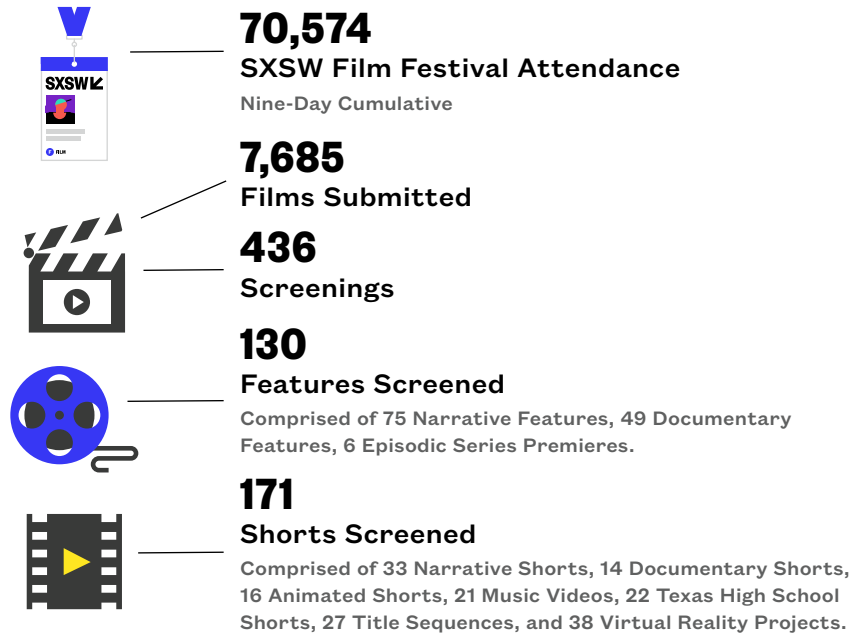 70,574
SXSW Film Festival Attendance
Nine-Day Cumulative
SXSW
FILM
7,685
Films Submitted
436
Screenings
130
Features Screened
Comprised of 75 Narrative Features, 49 Documentary
Features, 6 Episodic Series Premieres.
171
Shorts Screened
Comprised of 33 Narrative Shorts, 14 Documentary Shorts,
16 Animated Shorts, 21 Music Videos, 22 Texas High School
Shorts, 27 Title Sequences, and 38 Virtual Reality Projects.